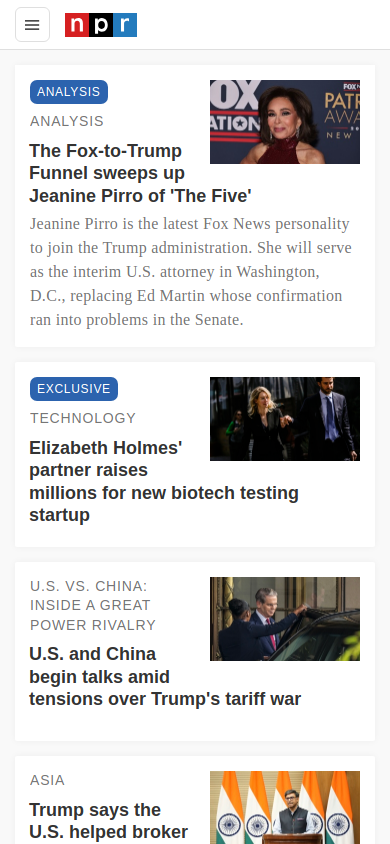 npr
ANALYSIS
ANALYSIS
The Fox-to-Trump
Funnel sweeps up
Jeanine Pirro of 'The Five'
Jeanine Pirro is the latest Fox News personality
to join the Trump administration. She will serve
as the interim U.S. attorney in Washington,
D.C., replacing Ed Martin whose confirmation
ran into problems in the Senate.
EXCLUSIVE
TECHNOLOGY
Elizabeth Holmes'
partner raises
millions for new biotech testing
startup
U.S. VS. CHINA:
INSIDE A GREAT
POWER RIVALRY
U.S. and China
begin talks amid
tensions over Trump's tariff war
ASIA
Trump says the
U.S. helped broker